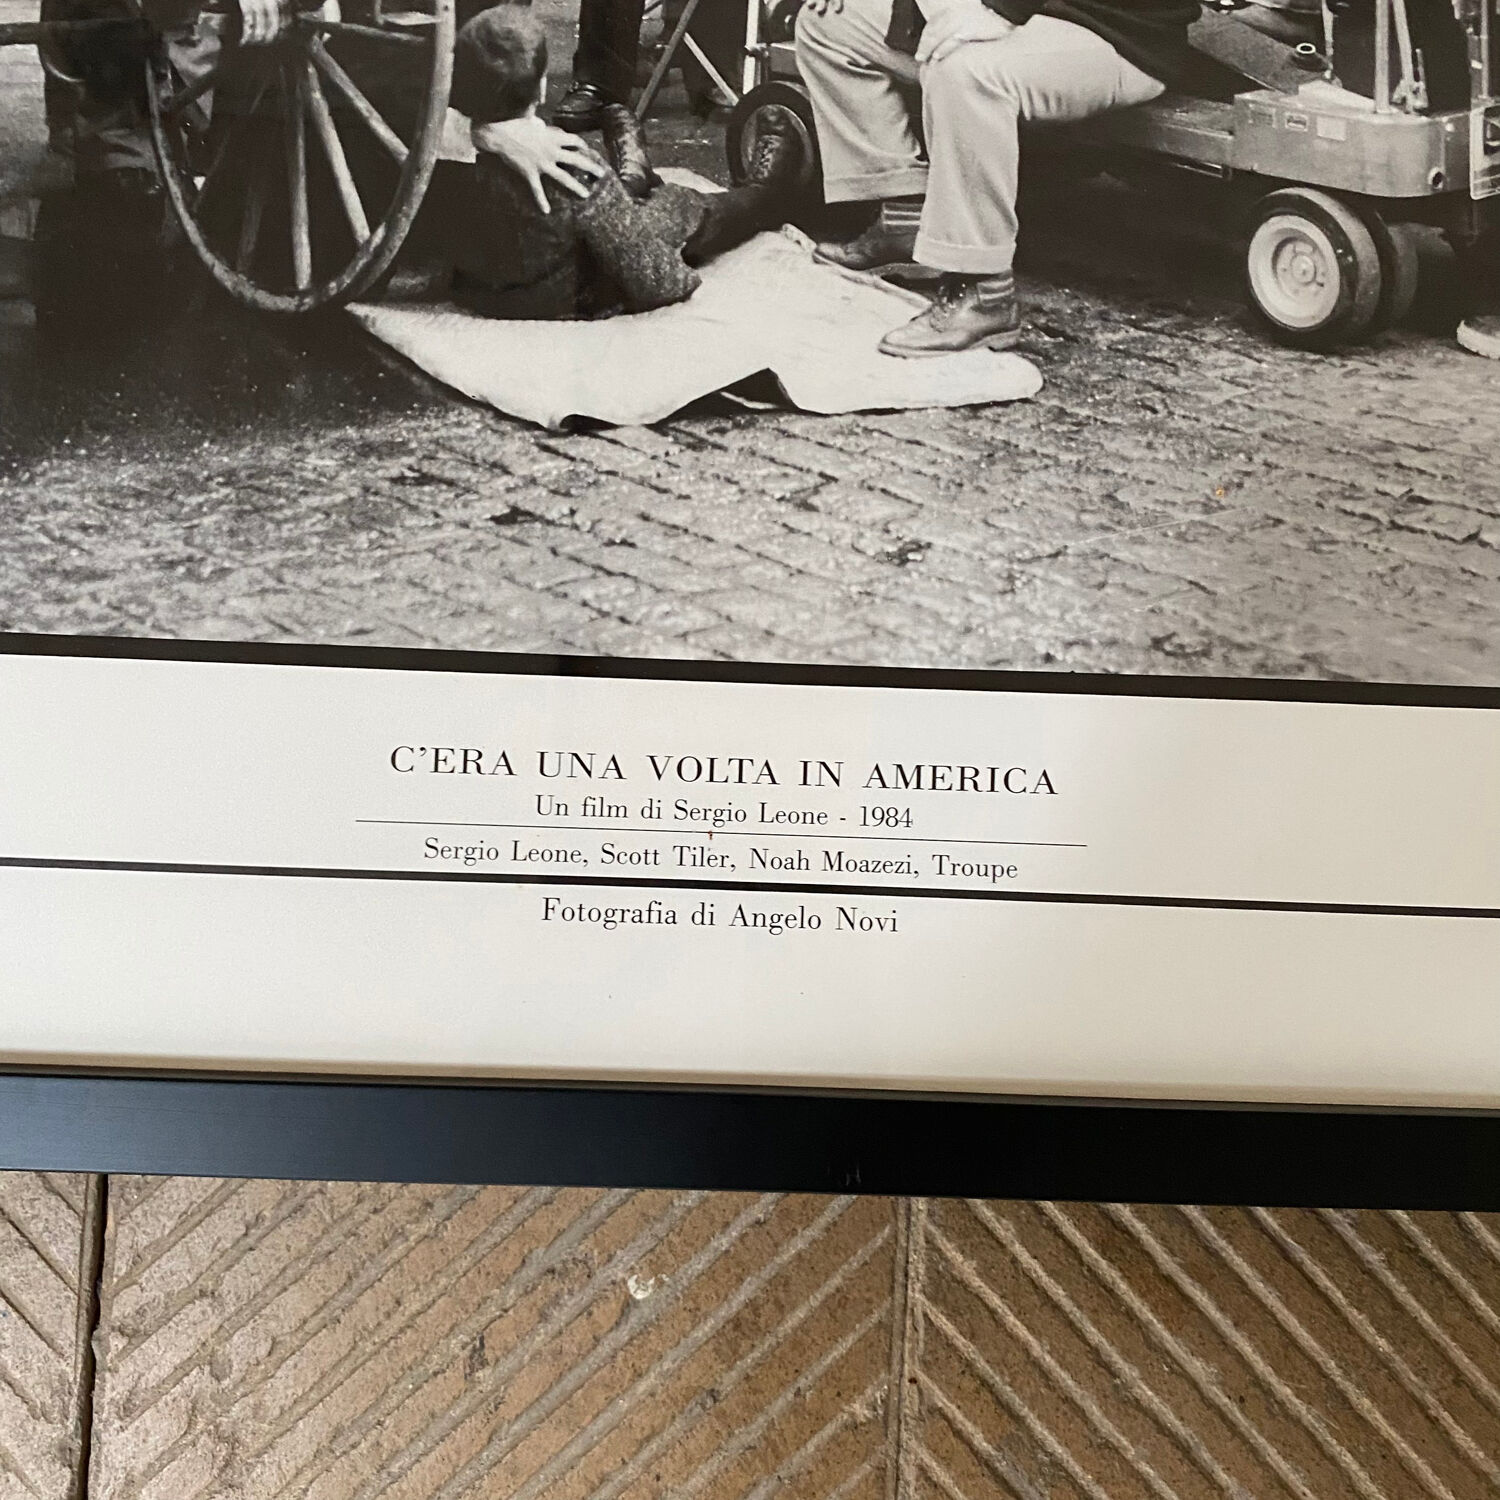 C'ERA UNA VOLTA IN AMERICA
Un film di Sergio Leone - 1984
Sergio Leone, Scott Tiler, Noah Moazezi, Troupe
Fotografia di Angelo Novi